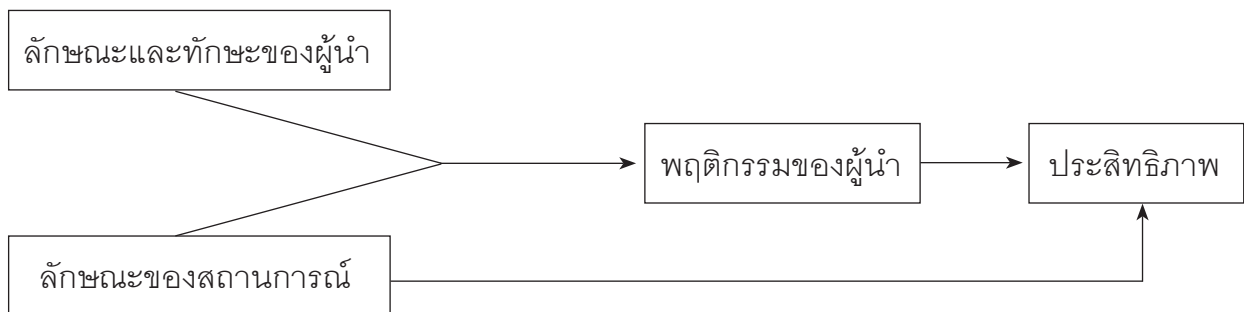 ลักษณะและทักษะของผู้นำ
พฤติกรรมของผู้นำ
ประสิทธิภาพ
ลักษณะของสถานการณ์